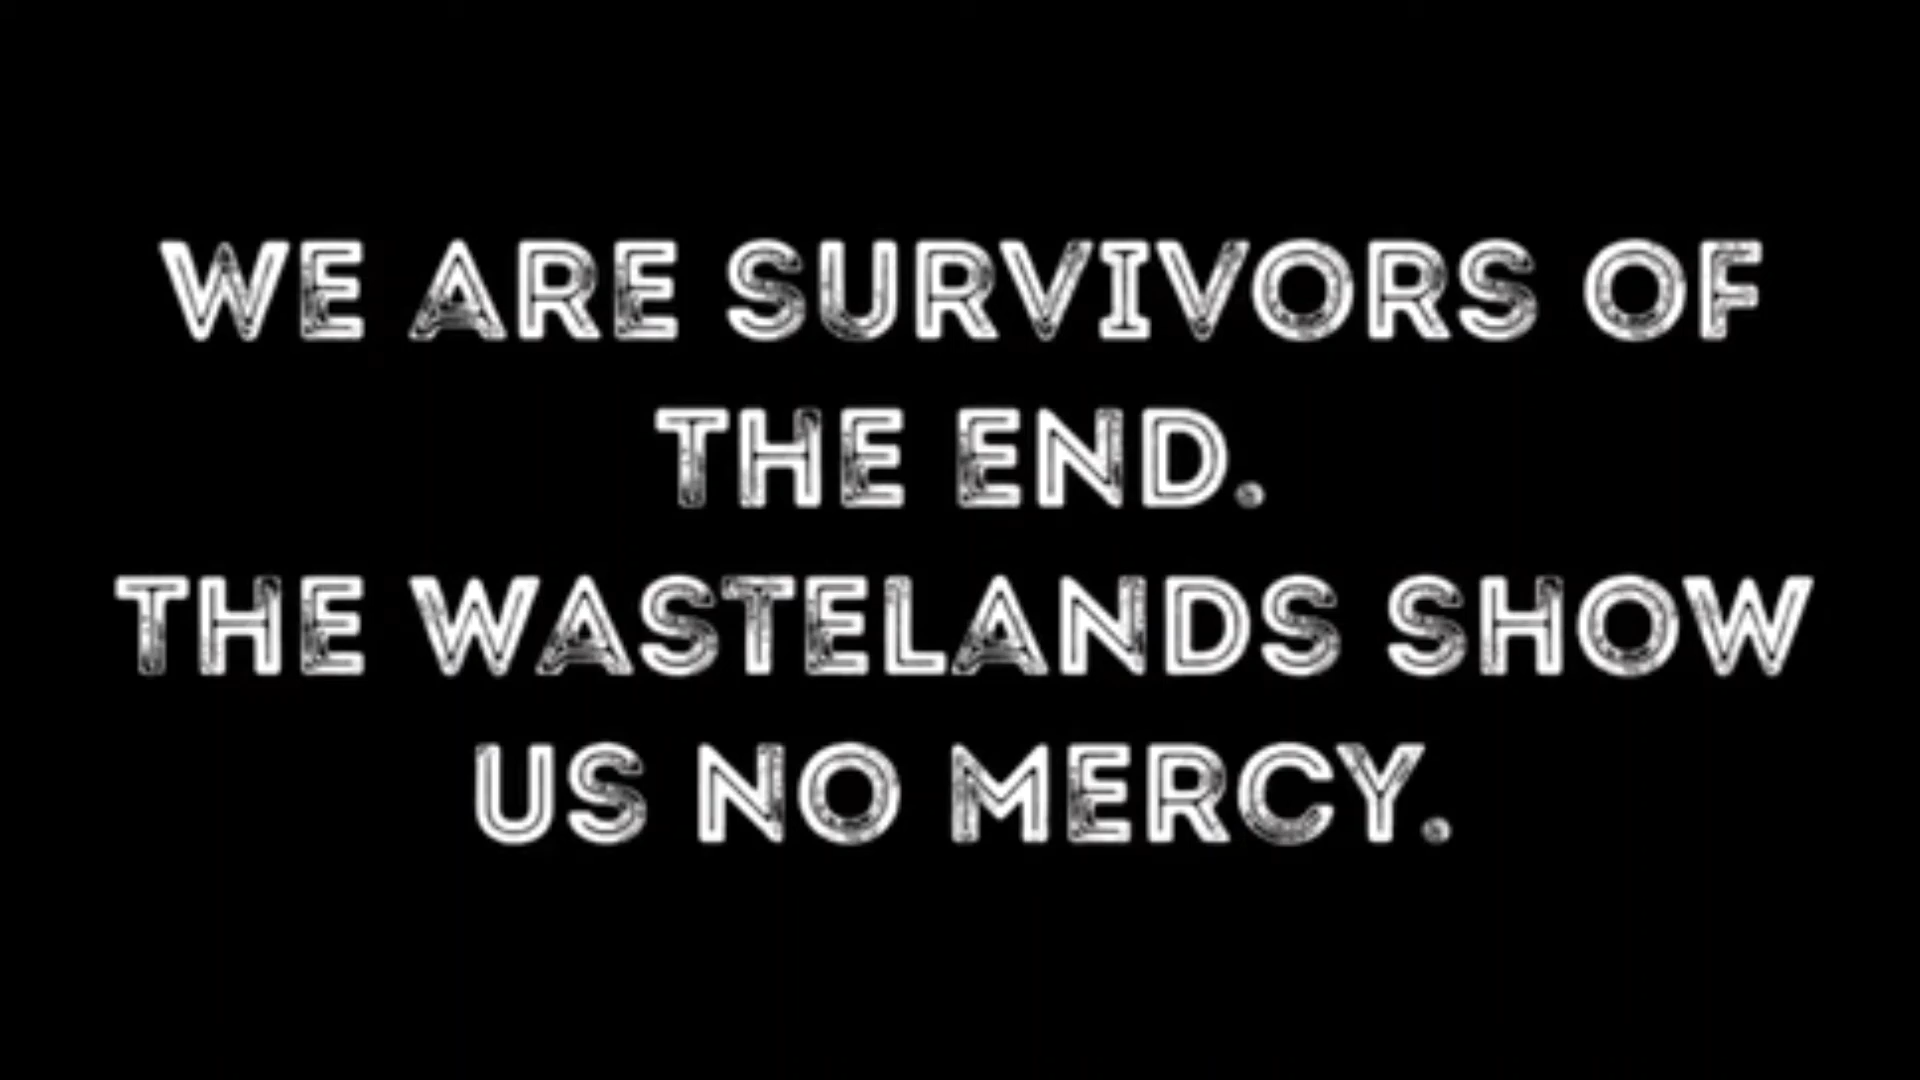 WE ARE SURVIVORS OF
THE END.
THE WASTELANDS SHOW
US NO MERCY.